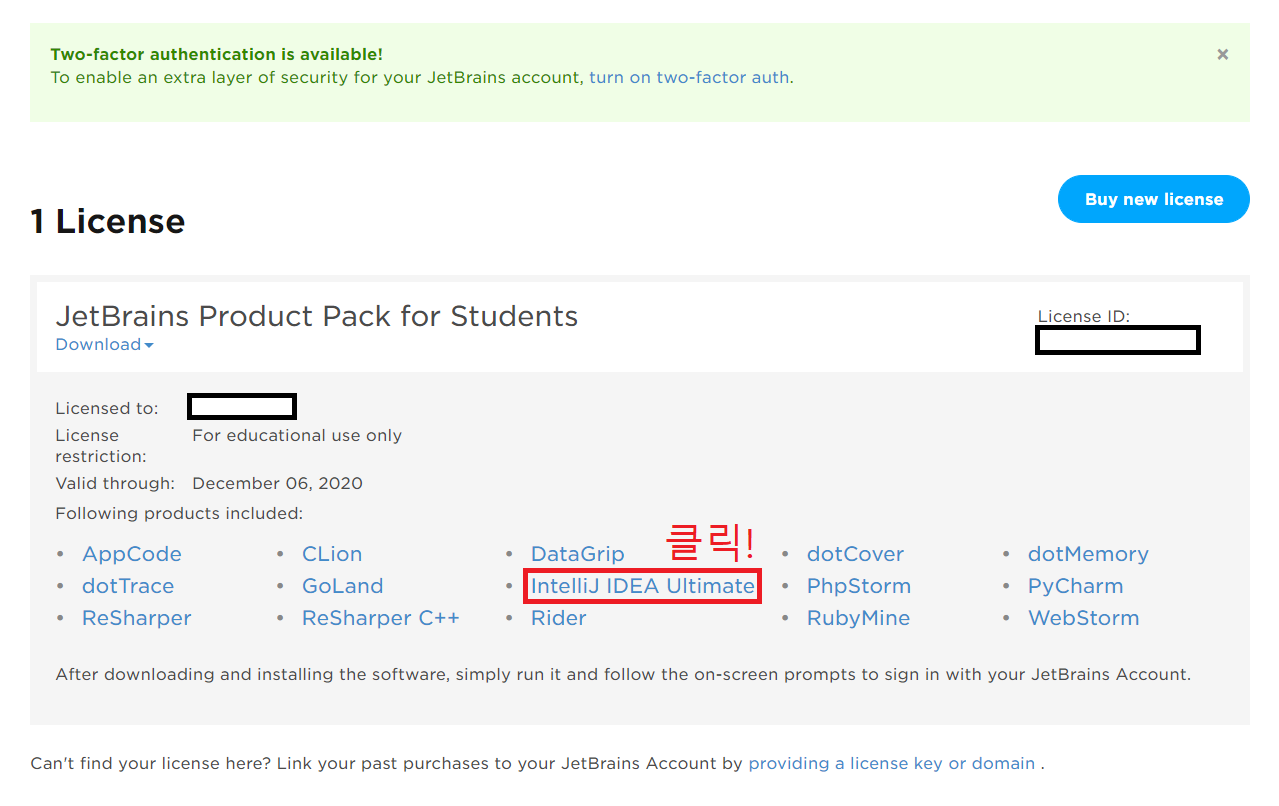 Two-factor authentication is available!
To enable an extra layer of security for your JetBrains account, turn on two-factor auth.
×
1 License
Buy new license
JetBrains Product Pack for Students
Download
License ID:
Licensed to:
License restriction: For educational use only
Valid through: December 06, 2020
Following products included:
클릭!
• AppCode • CLion • DataGrip • dotCover • dotMemory
• dotTrace • GoLand • IntelliJ IDEA Ultimate • PhpStorm • PyCharm
• ReSharper • ReSharper C++ • Rider • RubyMine • WebStorm
After downloading and installing the software, simply run it and follow the on-screen prompts to sign in with your JetBrains Account.
Can't find your license here? Link your past purchases to your JetBrains Account by providing a license key or domain .